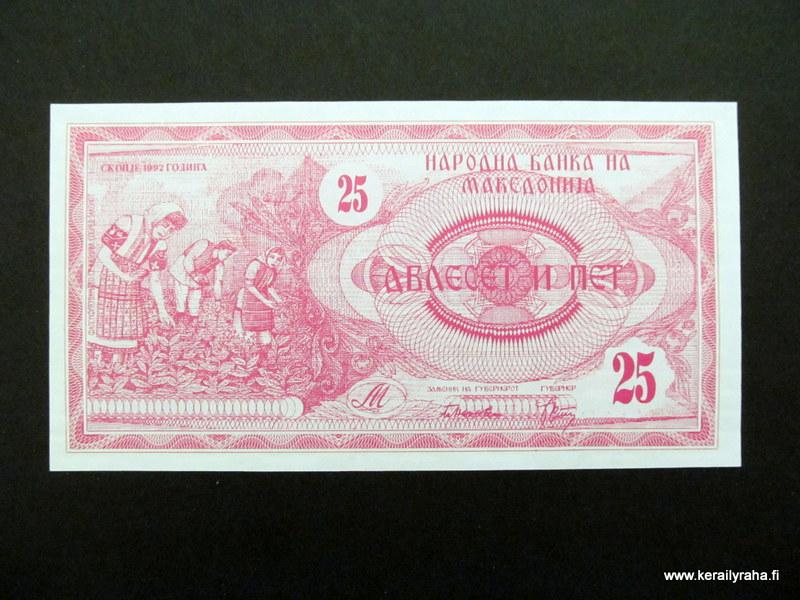 СКОПЈЕ 1992 ГОДИНА
25
НАРОДНА БАНКА НА
МАКЕДОНИЈА
ДВАЕСЕТ И ПЕТ
ЗАМЕНИК НА ГУВЕРНЕРОТ ГУВЕРНЕР
М
25
www.kerailyraha.fi